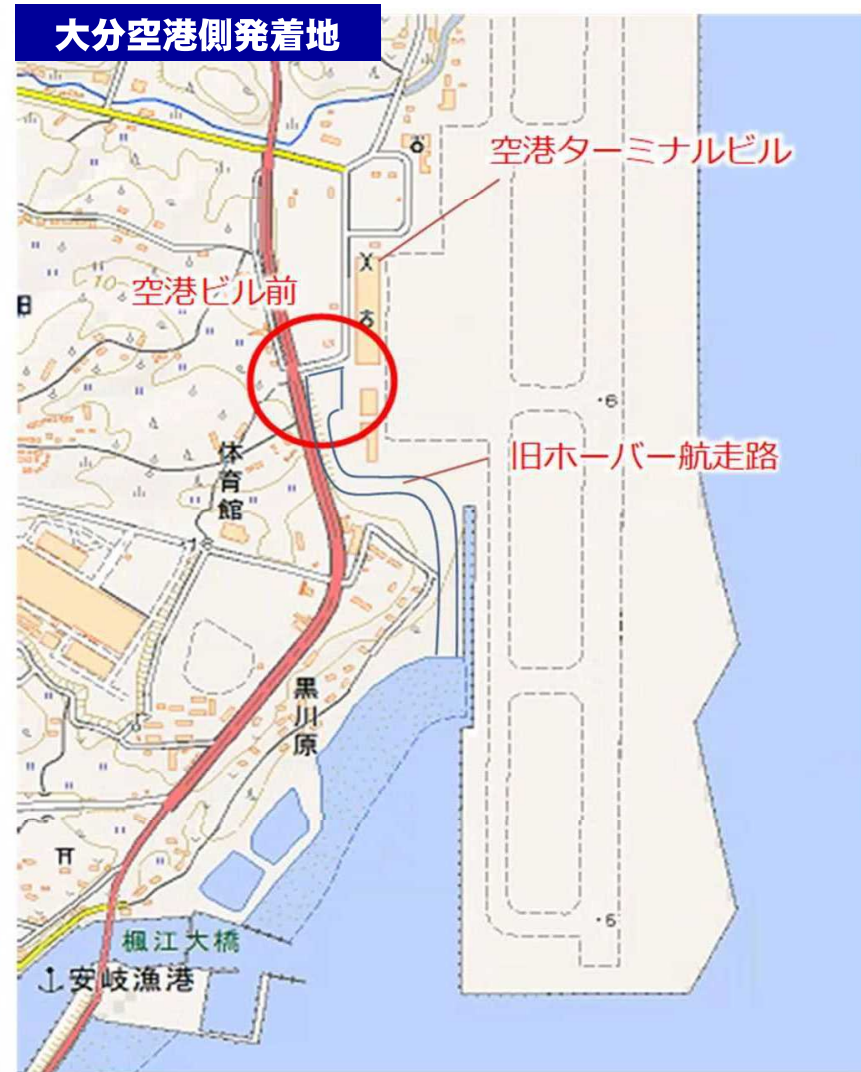 大分空港側発着地
空港ターミナルビル
空港ビル前
10
・6
旧ホーバー航走路
体育館
黒川原
・6
楓江大橋
安岐漁港